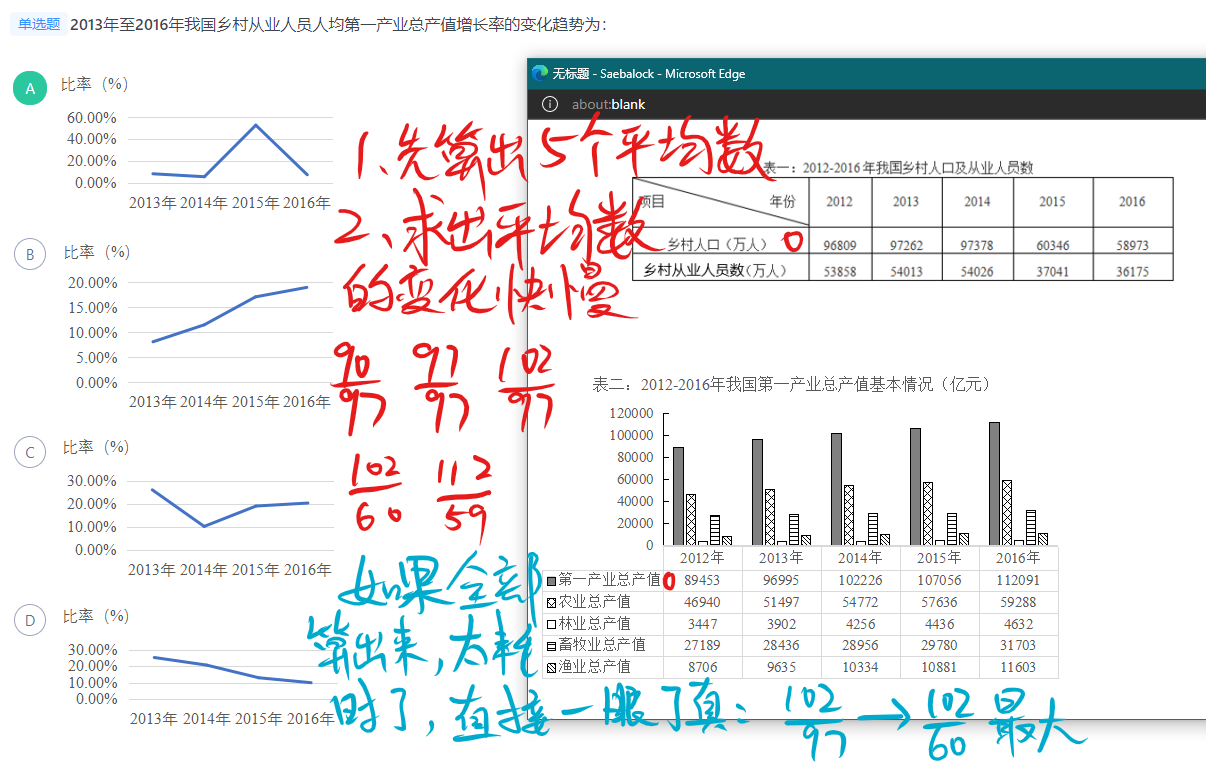 单选题 2013年至2016年我国乡村从业人员人均第一产业总产值增长率的变化趋势为：
A 比率（%）
60.00%
40.00%
20.00%
0.00%
2013年 2014年 2015年 2016年
B 比率（%）
20.00%
15.00%
10.00%
5.00%
0.00%
2013年 2014年 2015年 2016年
C 比率（%）
30.00%
20.00%
10.00%
0.00%
2013年 2014年 2015年 2016年
D 比率（%）
30.00%
20.00%
10.00%
0.00%
2013年 2014年 2015年 2016年
1、先算出5个平均数
2、求出平均数
的变化快慢
90/97 97/97 102/97
102/60 112/59
如果全部
算出来，太耗
时了，直接一眼丁真：102/97→102/60 最大
无标题 - Saebalock - Microsoft Edge
about:blank
表一：2012-2016 年我国乡村人口及从业人员数
项目 年份 2012 2013 2014 2015 2016
乡村人口（万人） 0 96809 97262 97378 60346 58973
乡村从业人员数（万人） 53858 54013 54026 37041 36175
表二：2012-2016年我国第一产业总产值基本情况（亿元）
120000
100000
80000
60000
40000
20000
0
2012年 2013年 2014年 2015年 2016年
第一产业总产值 0 89453 96995 102226 107056 112091
农业总产值 46940 51497 54772 57636 59288
林业总产值 3447 3902 4256 4436 4632
畜牧业总产值 27189 28436 28956 29780 31703
渔业总产值 8706 9635 10334 10881 11603